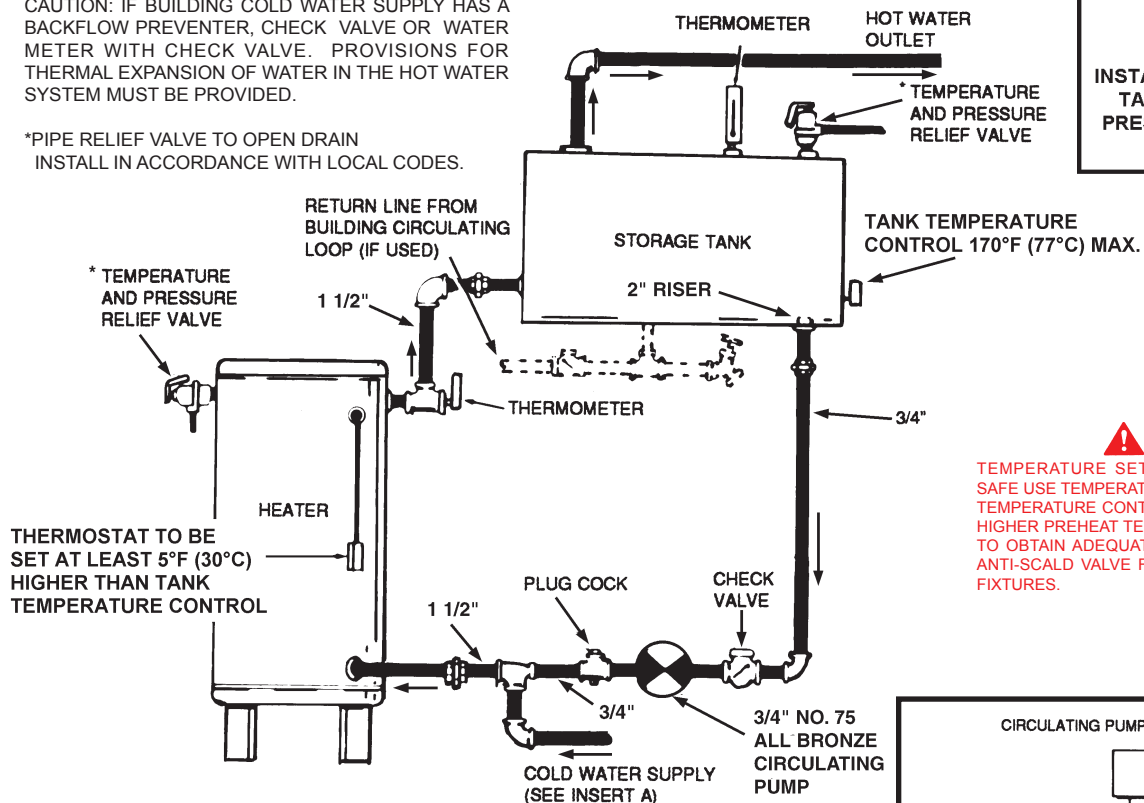 CAUTION: IF BUILDING COLD WATER SUPPLY HAS A
BACKFLOW PREVENTER, CHECK VALVE OR WATER
METER WITH CHECK VALVE. PROVISIONS FOR
THERMAL EXPANSION OF WATER IN THE HOT WATER
SYSTEM MUST BE PROVIDED.
*PIPE RELIEF VALVE TO OPEN DRAIN
INSTALL IN ACCORDANCE WITH LOCAL CODES.
THERMOMETER
HOT WATER
OUTLET
* TEMPERATURE
AND PRESSURE
RELIEF VALVE
RETURN LINE FROM
BUILDING CIRCULATING
LOOP (IF USED)
STORAGE TANK
TANK TEMPERATURE
CONTROL 170°F (77°C) MAX.
* TEMPERATURE
AND PRESSURE
RELIEF VALVE
1 1/2"
2" RISER
THERMOMETER
3/4"
TEMPERATURE SET
SAFE USE TEMPERAT
TEMPERATURE CONT
HIGHER PREHEAT TE
TO OBTAIN ADEQUAT
ANTI-SCALD VALVE F
FIXTURES.
HEATER
THERMOSTAT TO BE
SET AT LEAST 5°F (30°C)
HIGHER THAN TANK
TEMPERATURE CONTROL
1 1/2"
PLUG COCK
CHECK
VALVE
3/4"
3/4" NO. 75
ALL BRONZE
CIRCULATING
PUMP
COLD WATER SUPPLY
(SEE INSERT A)
INSTA
TA
PRES
CIRCULATING PUMP